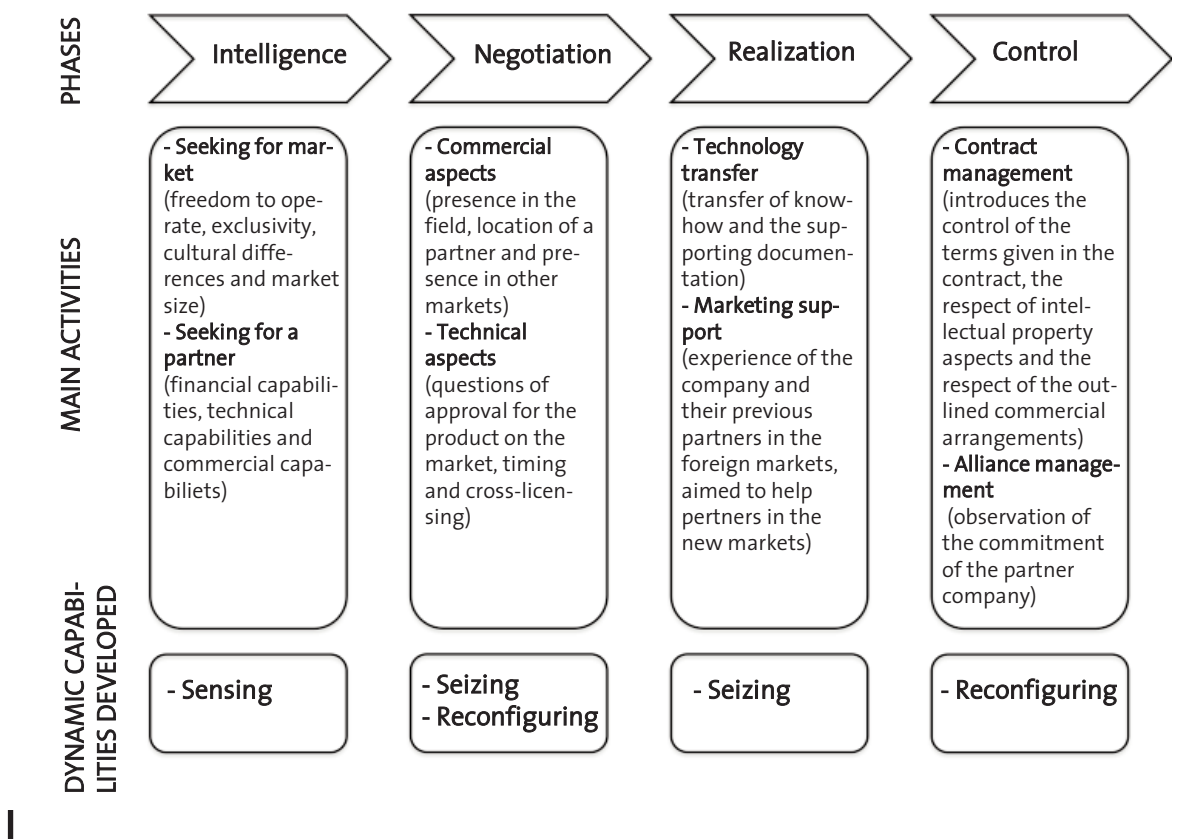 PHASES
Intelligence
Negotiation
Realization
Control
MAIN ACTIVITIES
- Seeking for mar-
ket
(freedom to ope-
rate, exclusivity,
cultural diffe-
rences and market
size)
- Seeking for a
partner
(financial capabili-
ties, technical
capabilities and
commercial capa-
biliets)
- Commercial
aspects
(presence in the
field, location of a
partner and pre-
sence in other
markets)
- Technical
aspects
(questions of
approval for the
product on the
market, timing
and cross-licen-
sing)
- Technology
transfer
(transfer of know-
how and the sup-
porting documen-
tation)
- Marketing sup-
port
(experience of the
company and
their previous
partners in the
foreign markets,
aimed to help
pertners in the
new markets)
- Contract
management
(introduces the
control of the
terms given in the
contract, the
respect of intel-
lectual property
aspects and the
respect of the out-
lined commercial
arrangements)
- Alliance manage-
ment
(observation of
the commitment
of the partner
company)
DYNAMIC CAPABI-
LITIES DEVELOPED
- Sensing
- Seizing
- Reconfiguring
- Seizing
- Reconfiguring